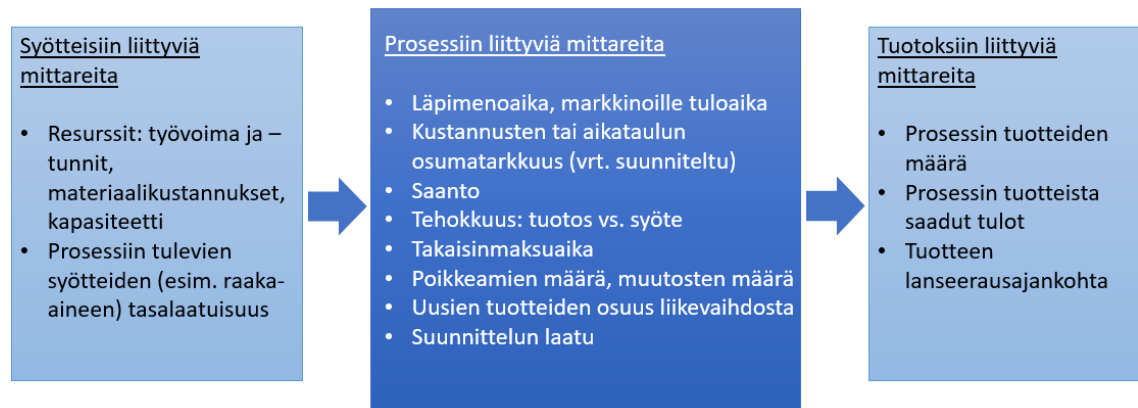 Syötteisiin liittyviä
mittareita
• Resurssit: työvoima ja –
tunnit,
materiaalikustannukset,
kapasiteetti
• Prosessiin tulevien
syötteiden (esim. raaka-
aineen) tasalaatuisuus
Prosessiin liittyviä mittareita
• Läpimenoaika, markkinoille tuloaika
• Kustannusten tai aikataulun
osumatarkkuus (vrt. suunniteltu)
• Saanto
• Tehokkuus: tuotos vs. syöte
• Takaisinmaksuaika
• Poikkeamien määrä, muutosten määrä
• Uusien tuotteiden osuus liikevaihdosta
• Suunnittelun laatu
Tuotoksiin liittyviä
mittareita
• Prosessin tuotteiden
määrä
• Prosessin tuotteista
saadut tulot
• Tuotteen
lanseerausajankohta